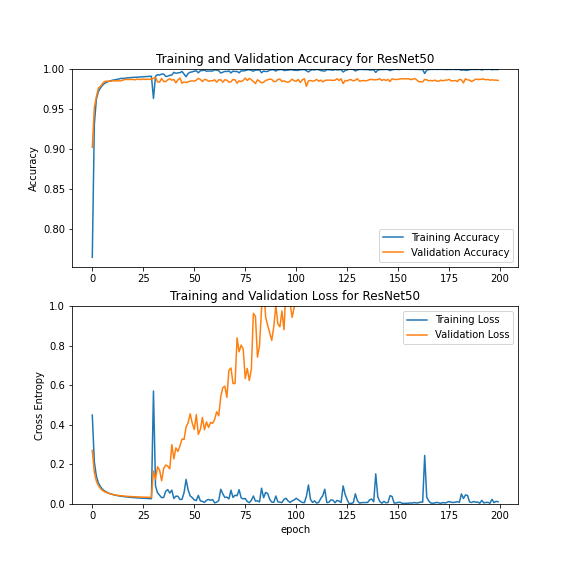 Training and Validation Accuracy for ResNet50
1.00
0.95
0.90
0.85
0.80
Accuracy
Training Accuracy
Validation Accuracy
0 25 50 75 100 125 150 175 200
Training and Validation Loss for ResNet50
1.0
0.8
0.6
0.4
0.2
0.0
Cross Entropy
Training Loss
Validation Loss
0 25 50 75 100 125 150 175 200
epoch